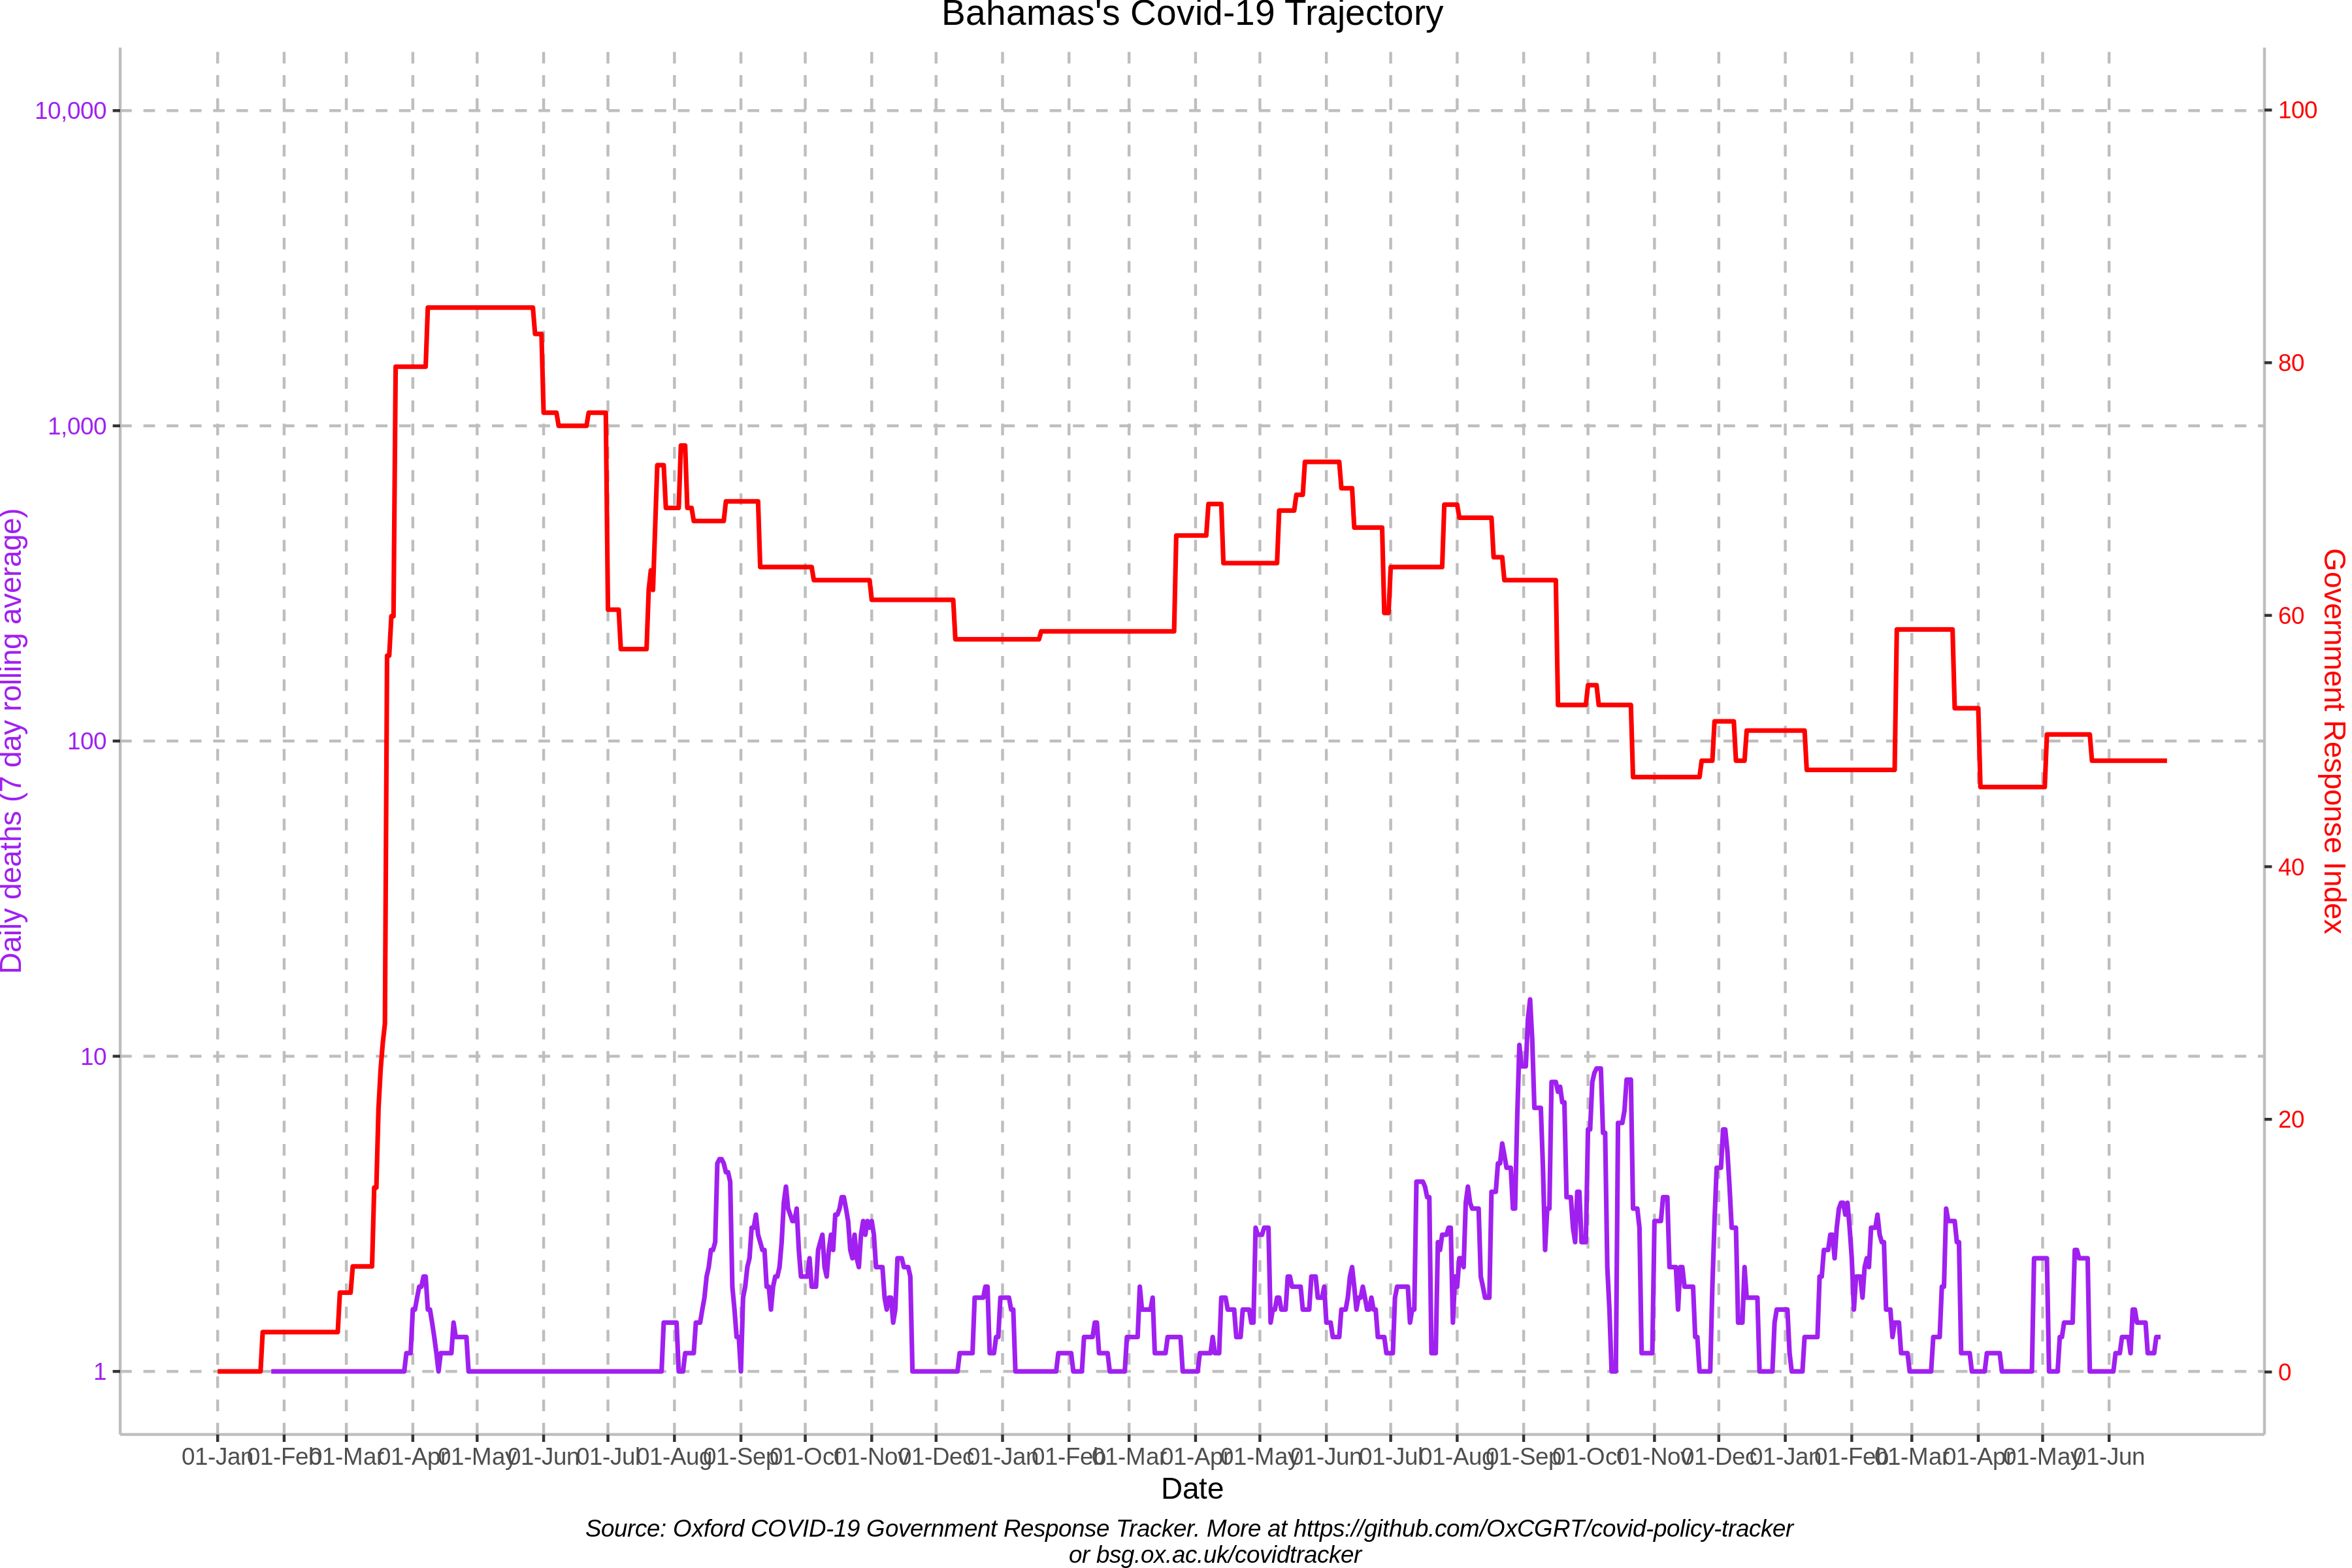 Bahamas's Covid-19 Trajectory
10,000
1,000
100
10
1
Daily deaths (7 day rolling average)
100
80
60
40
20
0
Government Response Index
01-Jan
01-Feb
01-Mar
01-Apr
01-May
01-Jun
01-Jul
01-Aug
01-Sep
01-Oct
01-Nov
01-Dec
01-Jan
01-Feb
01-Mar
01-Apr
01-May
01-Jun
01-Jul
01-Aug
01-Sep
01-Oct
01-Nov
01-Dec
01-Jan
01-Feb
01-Mar
01-Apr
01-May
01-Jun
Date
Source: Oxford COVID-19 Government Response Tracker. More at https://github.com/OxCGRT/covid-policy-tracker
or bsg.ox.ac.uk/covidtracker